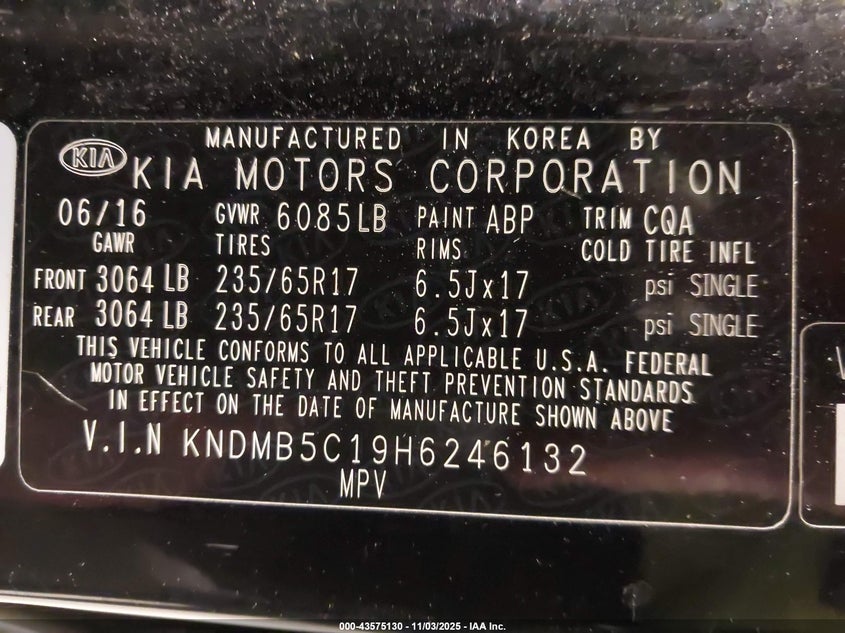 MANUFACTURED IN KOREA BY
KIA KIA MOTORS CORPORATION
06/16 GVWR 6085LB PAINT ABP TRIM CQA
GAWR TIRES RIMS COLD TIRE INFL
FRONT 3064 LB 235/65R17 6.5Jx17 psi SINGLE
REAR 3064 LB 235/65R17 6.5Jx17 psi SINGLE
THIS VEHICLE CONFORMS TO ALL APPLICABLE U.S.A. FEDERAL
MOTOR VEHICLE SAFETY AND THEFT PREVENTION STANDARDS
IN EFFECT ON THE DATE OF MANUFACTURE SHOWN ABOVE
V.I.N KNDMB5C19H6246132
MPV
000-43575130 - 11/03/2025 - IAA Inc.